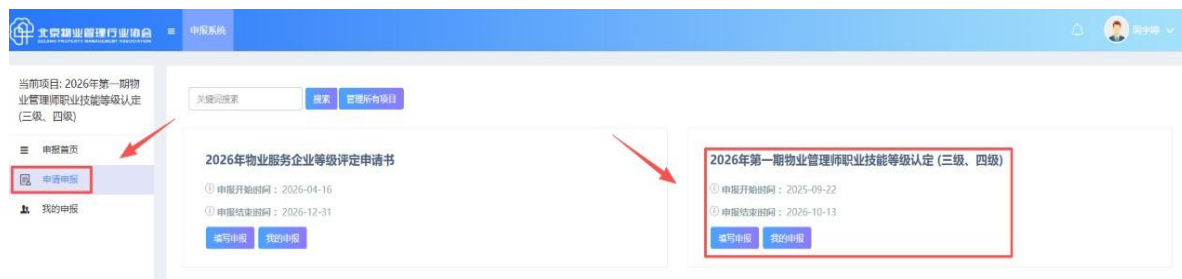 北京物业管理行业协会
BEIJING PROPERTY MANAGEMENT ASSOCIATION
申报系统
当前项目: 2026年第一期物
业管理师职业技能等级认定
(三级、四级)
申报首页
申请申报
我的申报
关键词搜索
搜索
管理所有项目
2026年物业服务企业等级评定申请书
申报开始时间： 2026-04-16
申报结束时间： 2026-12-31
填写申报
我的申报
2026年第一期物业管理师职业技能等级认定 (三级、四级)
申报开始时间： 2025-09-22
申报结束时间： 2026-10-13
填写申报
我的申报